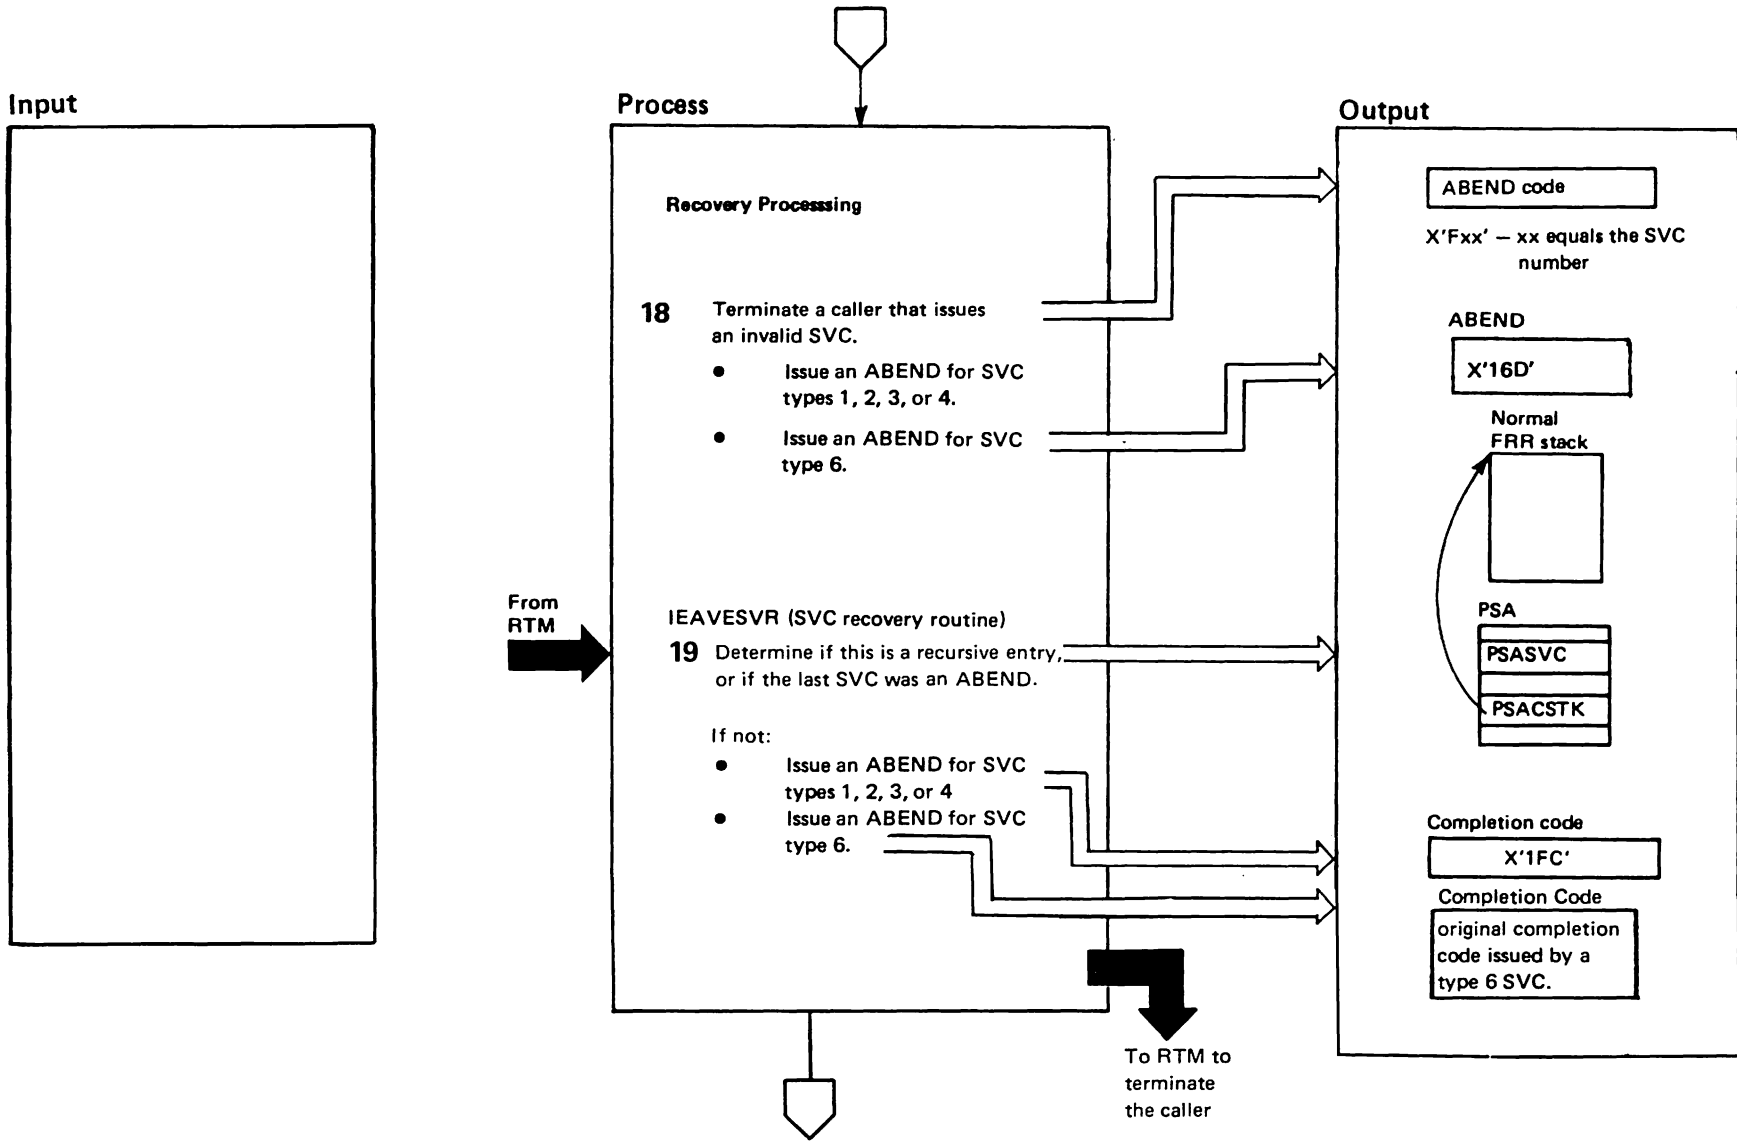 Input
Process
Recovery Processsing
18 Terminate a caller that issues
an invalid SVC.
● Issue an ABEND for SVC
types 1, 2, 3, or 4.
● Issue an ABEND for SVC
type 6.
From
RTM
IEAVESVR (SVC recovery routine)
19 Determine if this is a recursive entry,
or if the last SVC was an ABEND.
If not:
● Issue an ABEND for SVC
types 1, 2, 3, or 4
● Issue an ABEND for SVC
type 6.
To RTM to
terminate
the caller
Output
ABEND code
X'Fxx' — xx equals the SVC
number
ABEND
X'16D'
Normal
FRR stack
PSA
PSASVC
PSACSTK
Completion code
X'1FC'
Completion Code
original completion
code issued by a
type 6 SVC.